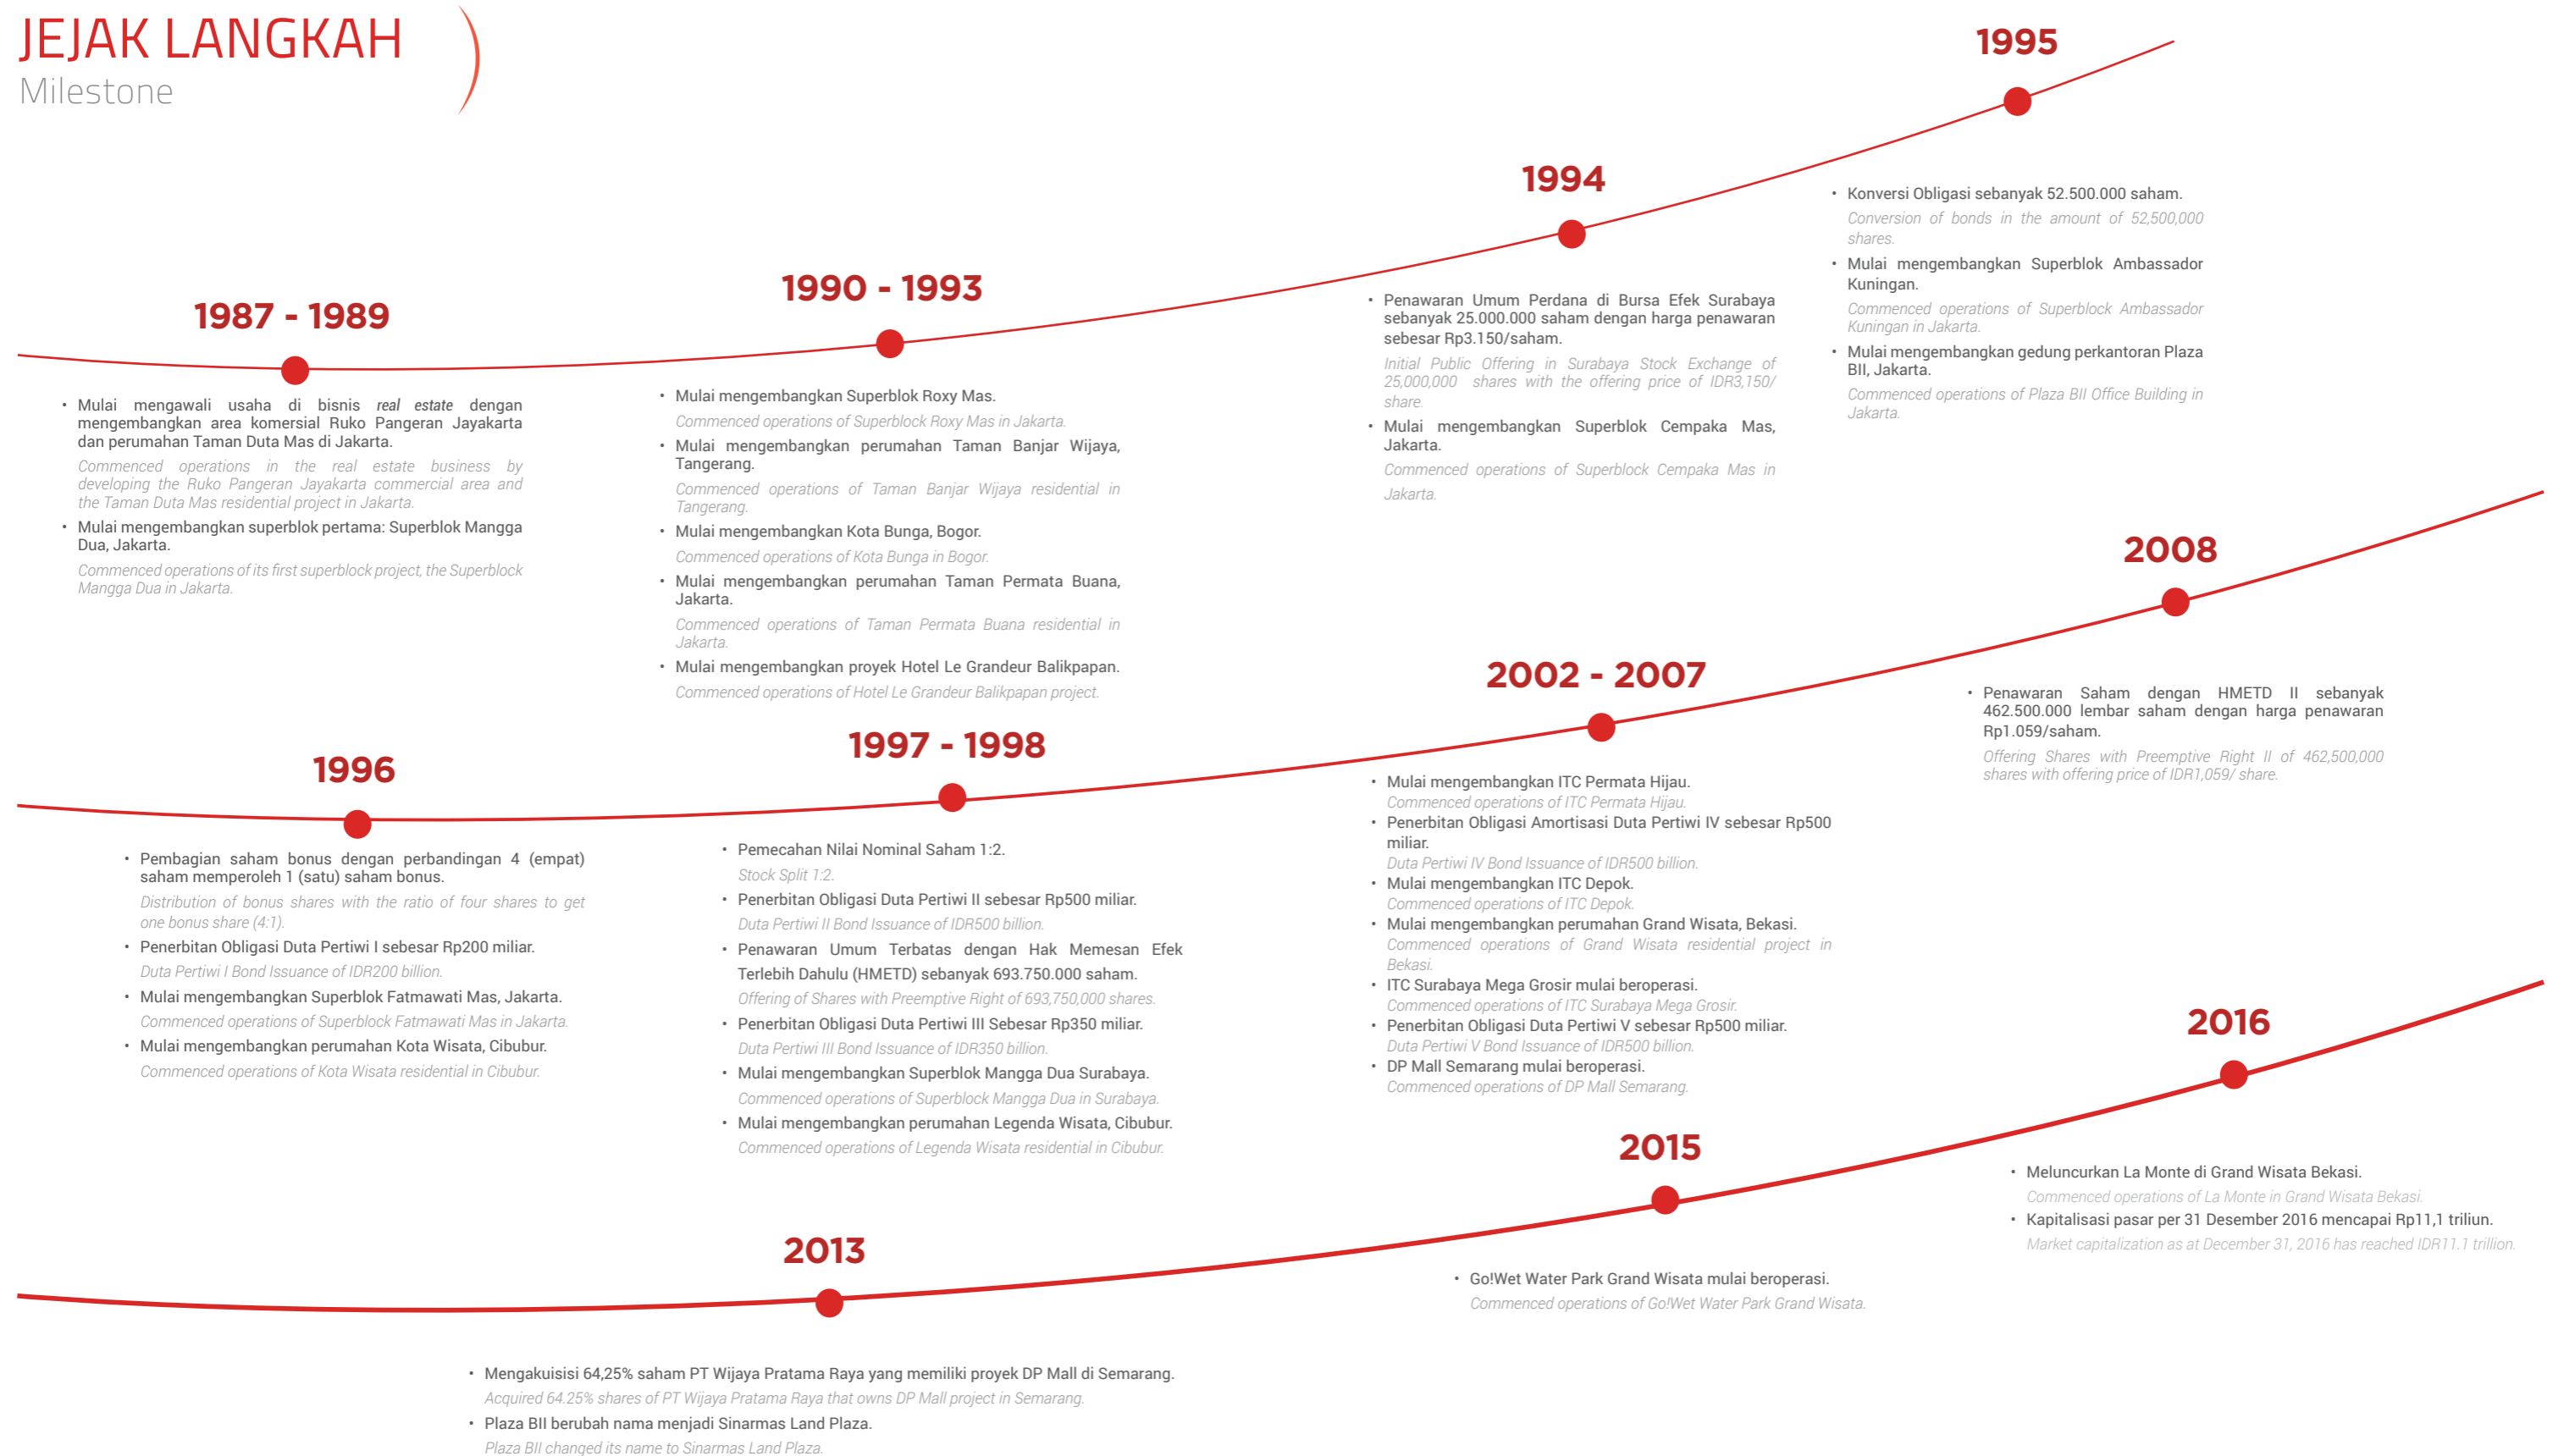 JEJAK LANGKAH
Milestone
1987 - 1989
• Mulai mengawali usaha di bisnis real estate dengan
mengembangkan area komersial Ruko Pangeran Jayakarta
dan perumahan Taman Duta Mas di Jakarta.
Commenced operations in the real estate business by
developing the Ruko Pangeran Jayakarta commercial area and
the Taman Duta Mas residential project in Jakarta.
• Mulai mengembangkan superblok pertama: Superblok Mangga
Dua, Jakarta.
Commenced operations of its first superblock project, the Superblock
Mangga Dua in Jakarta.
1990 - 1993
• Mulai mengembangkan Superblok Roxy Mas.
Commenced operations of Superblock Roxy Mas in Jakarta.
• Mulai mengembangkan perumahan Taman Banjar Wijaya,
Tangerang.
Commenced operations of Taman Banjar Wijaya residential in
Tangerang.
• Mulai mengembangkan Kota Bunga, Bogor.
Commenced operations of Kota Bunga in Bogor.
• Mulai mengembangkan perumahan Taman Permata Buana,
Jakarta.
Commenced operations of Taman Permata Buana residential in
Jakarta.
• Mulai mengembangkan proyek Hotel Le Grandeur Balikpapan.
Commenced operations of Hotel Le Grandeur Balikpapan project.
1994
• Penawaran Umum Perdana di Bursa Efek Surabaya
sebanyak 25.000.000 saham dengan harga penawaran
sebesar Rp3.150/saham.
Initial Public Offering in Surabaya Stock Exchange of
25,000,000 shares with the offering price of IDR3,150/
share.
• Mulai mengembangkan Superblok Cempaka Mas,
Jakarta.
Commenced operations of Superblock Cempaka Mas in
Jakarta.
1995
• Konversi Obligasi sebanyak 52.500.000 saham.
Conversion of bonds in the amount of 52,500,000
shares.
• Mulai mengembangkan Superblok Ambassador
Kuningan.
Commenced operations of Superblock Ambassador
Kuningan in Jakarta.
• Mulai mengembangkan gedung perkantoran Plaza
BII, Jakarta.
Commenced operations of Plaza BII Office Building in
Jakarta.
1996
• Pembagian saham bonus dengan perbandingan 4 (empat)
saham memperoleh 1 (satu) saham bonus.
Distribution of bonus shares with the ratio of four shares to get
one bonus share (4:1).
• Penerbitan Obligasi Duta Pertiwi I sebesar Rp200 miliar.
Duta Pertiwi I Bond Issuance of IDR200 billion.
• Mulai mengembangkan Superblok Fatmawati Mas, Jakarta.
Commenced operations of Superblock Fatmawati Mas in Jakarta.
• Mulai mengembangkan perumahan Kota Wisata, Cibubur.
Commenced operations of Kota Wisata residential in Cibubur.
1997 - 1998
• Pemecahan Nilai Nominal Saham 1:2.
Stock Split 1:2.
• Penerbitan Obligasi Duta Pertiwi II sebesar Rp500 miliar.
Duta Pertiwi II Bond Issuance of IDR500 billion.
• Penawaran Umum Terbatas dengan Hak Memesan Efek
Terlebih Dahulu (HMETD) sebanyak 693.750.000 saham.
Offering of Shares with Preemptive Right of 693,750,000 shares.
• Penerbitan Obligasi Duta Pertiwi III Sebesar Rp350 miliar.
Duta Pertiwi III Bond Issuance of IDR350 billion.
• Mulai mengembangkan Superblok Mangga Dua Surabaya.
Commenced operations of Superblock Mangga Dua in Surabaya.
• Mulai mengembangkan perumahan Legenda Wisata, Cibubur.
Commenced operations of Legenda Wisata residential in Cibubur.
2002 - 2007
• Mulai mengembangkan ITC Permata Hijau.
Commenced operations of ITC Permata Hijau.
• Penerbitan Obligasi Amortisasi Duta Pertiwi IV sebesar Rp500
miliar.
Duta Pertiwi IV Bond Issuance of IDR500 billion.
• Mulai mengembangkan ITC Depok.
Commenced operations of ITC Depok.
• Mulai mengembangkan perumahan Grand Wisata, Bekasi.
Commenced operations of Grand Wisata residential project in
Bekasi.
• ITC Surabaya Mega Grosir mulai beroperasi.
Commenced operations of ITC Surabaya Mega Grosir.
• Penerbitan Obligasi Duta Pertiwi V sebesar Rp500 miliar.
Duta Pertiwi V Bond Issuance of IDR500 billion.
• DP Mall Semarang mulai beroperasi.
Commenced operations of DP Mall Semarang.
2008
• Penawaran Saham dengan HMETD II sebanyak
462.500.000 lembar saham dengan harga penawaran
Rp1.059/saham.
Offering Shares with Preemptive Right II of 462,500,000
shares with offering price of IDR1,059/ share.
2013
• Mengakuisisi 64,25% saham PT Wijaya Pratama Raya yang memiliki proyek DP Mall di Semarang.
Acquired 64.25% shares of PT Wijaya Pratama Raya that owns DP Mall project in Semarang.
• Plaza BII berubah nama menjadi Sinarmas Land Plaza.
Plaza BII changed its name to Sinarmas Land Plaza.
2015
• Go!Wet Water Park Grand Wisata mulai beroperasi.
Commenced operations of Go!Wet Water Park Grand Wisata.
2016
• Meluncurkan La Monte di Grand Wisata Bekasi.
Commenced operations of La Monte in Grand Wisata Bekasi.
• Kapitalisasi pasar per 31 Desember 2016 mencapai Rp11,1 triliun.
Market capitalization as at December 31, 2016 has reached IDR11.1 trillion.